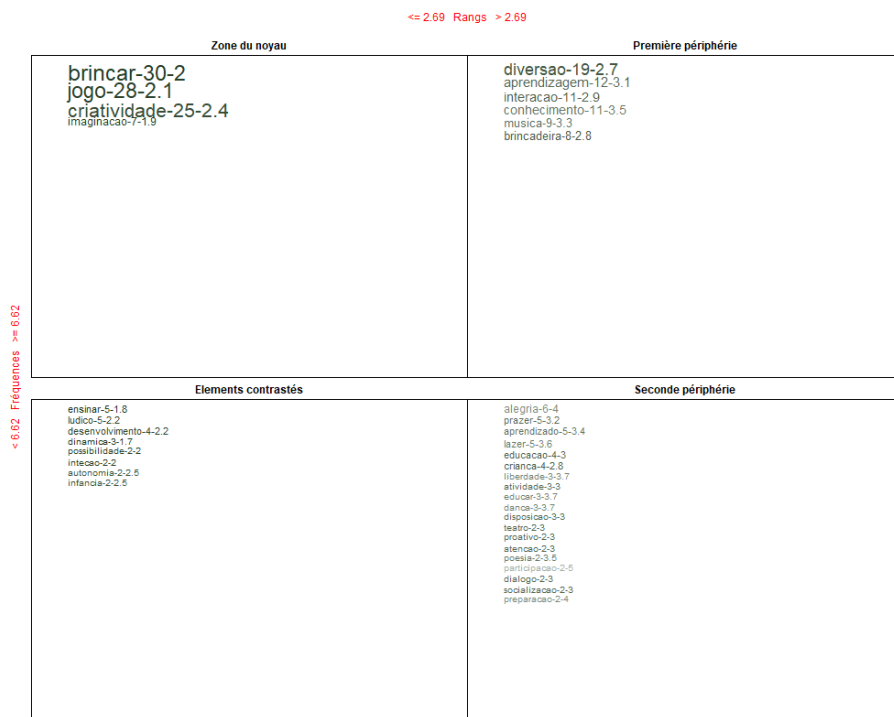 <= 2.69 Rangs > 2.69
Zone du noyau
brincar-30-2
jogo-28-2.1
criatividade-25-2.4
imaginacao-7-1.9
Première périphérie
diversao-19-2.7
aprendizagem-12-3.1
interacao-11-2.9
conhecimento-11-3.5
musica-9-3.3
brincadeira-8-2.8
< 6.62 Fréquences >= 6.62
Elements contrastés
ensinar-5-1.8
ludico-5-2.2
desenvolvimento-4-2.2
dinamica-3-1.7
possibilidade-2-2
intecao-2-2
autonomia-2-2.5
infancia-2-2.5
Seconde périphérie
alegria-6-4
prazer-5-3.2
aprendizado-5-3.4
lazer-5-3.6
educacao-4-3
crianca-4-2.8
liberdade-3-3.7
atividade-3-3
educar-3-3.7
danca-3-3.7
disposicao-3-3
teatro-2-3
proativo-2-3
atencao-2-3
poesia-2-3.5
participacao-2-5
dialogo-2-3
socializacao-2-3
preparacao-2-4